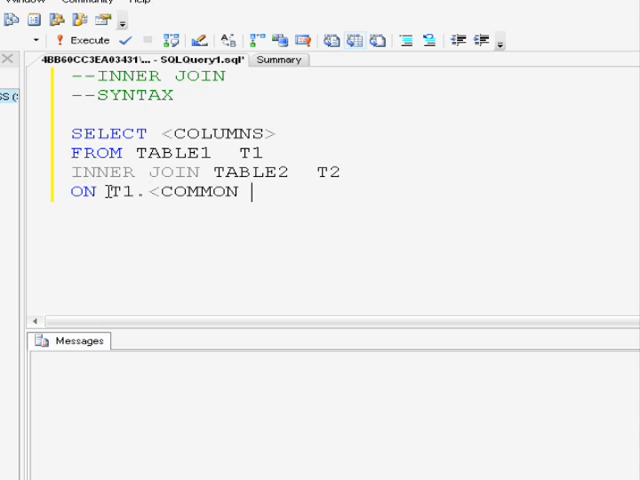 Window Community Help
Execute
4BB60CC3EA03431\... - SQLQuery1.sql* Summary
--INNER JOIN
--SYNTAX
SELECT <COLUMNS>
FROM TABLE1 T1
INNER JOIN TABLE2 T2
ON T1.<COMMON
Messages